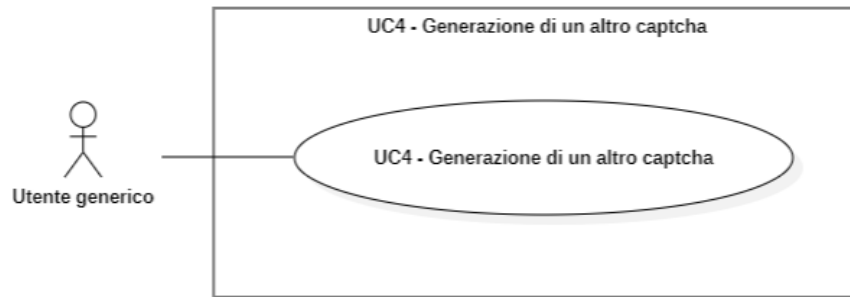 UC4 - Generazione di un altro captcha
UC4 - Generazione di un altro captcha
Utente generico